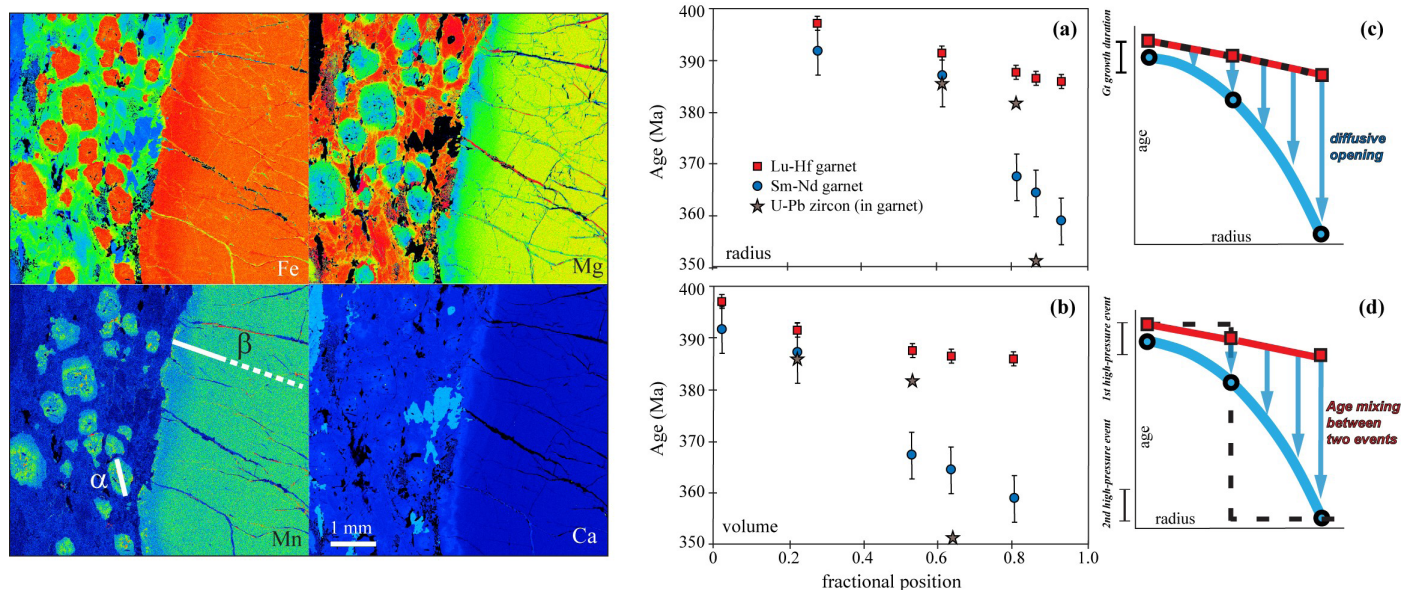 Fe
Mg
β
α
1 mm
Mn
Ca
400
390
380
370
360
350
Age (Ma)
(a)
Lu-Hf garnet
Sm-Nd garnet
U-Pb zircon (in garnet)
radius
400
390
380
370
360
350
Age (Ma)
(b)
volume
0
0.2
0.4
0.6
0.8
1.0
fractional position
(c)
Gt growth duration
age
diffusive
opening
radius
(d)
1st high-pressure event
2nd high-pressure event
age
Age mixing
between
two events
radius